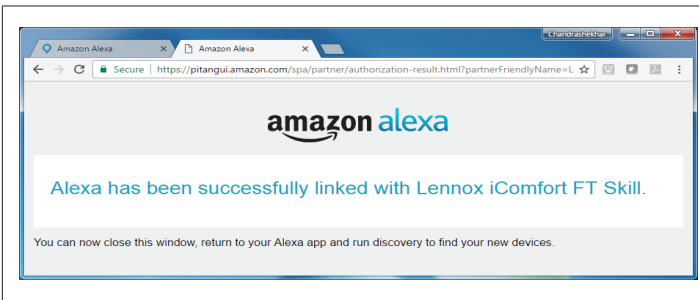 Chandrashekhar
Amazon Alexa
Amazon Alexa
Secure | https://pitangui.amazon.com/spa/partner/authorization-result.html?partnerFriendlyName=L
amazon alexa
Alexa has been successfully linked with Lennox iComfort FT Skill.
You can now close this window, return to your Alexa app and run discovery to find your new devices.